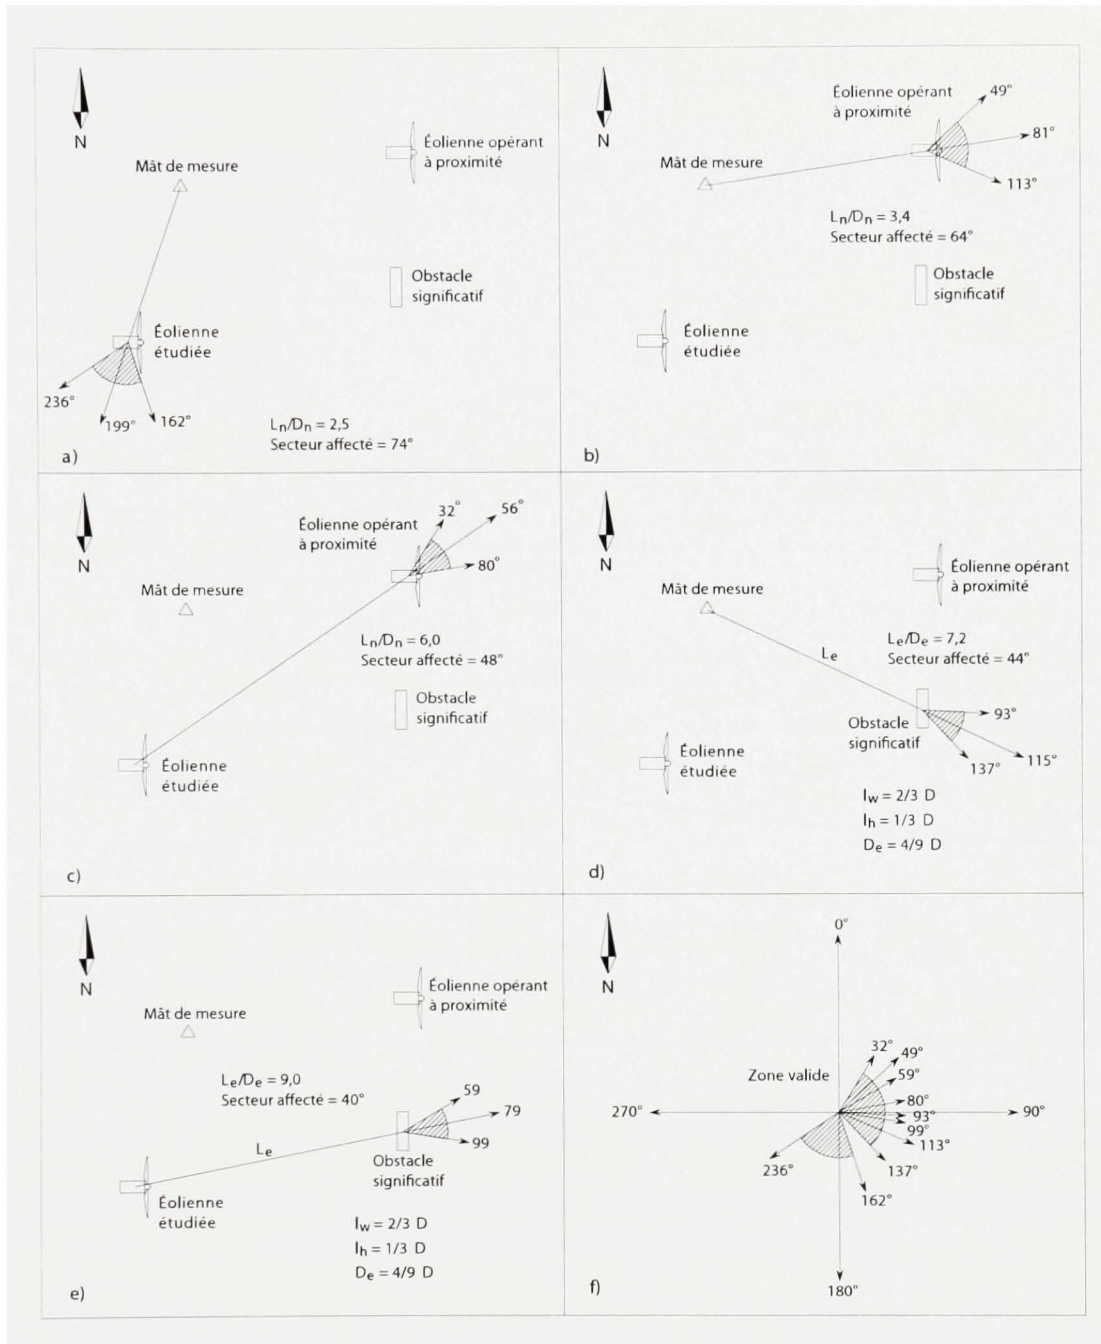 N
Mât de mesure
Éolienne opérant
à proximité
Obstacle
significatif
Éolienne
étudiée
236°
199°
162°
Ln/Dn = 2,5
Secteur affecté = 74°
a)
N
Éolienne opérant
à proximité
49°
81°
113°
Mât de mesure
Ln/Dn = 3,4
Secteur affecté = 64°
Obstacle
significatif
Éolienne
étudiée
b)
N
Éolienne opérant
à proximité
32°
56°
80°
Mât de mesure
Ln/Dn = 6,0
Secteur affecté = 48°
Obstacle
significatif
Éolienne
étudiée
c)
N
Éolienne opérant
à proximité
Mât de mesure
Le/De = 7,2
Secteur affecté = 44°
Le
93°
Obstacle
significatif
115°
137°
Éolienne
étudiée
lw = 2/3 D
lh = 1/3 D
De = 4/9 D
d)
N
Éolienne opérant
à proximité
Mât de mesure
Le/De = 9,0
Secteur affecté = 40°
59
79
99
Le
Obstacle
significatif
Éolienne
étudiée
lw = 2/3 D
lh = 1/3 D
De = 4/9 D
e)
N
0°
32°
49°
59°
Zone valide
80°
270°
93°
90°
99°
113°
137°
236°
162°
180°
f)